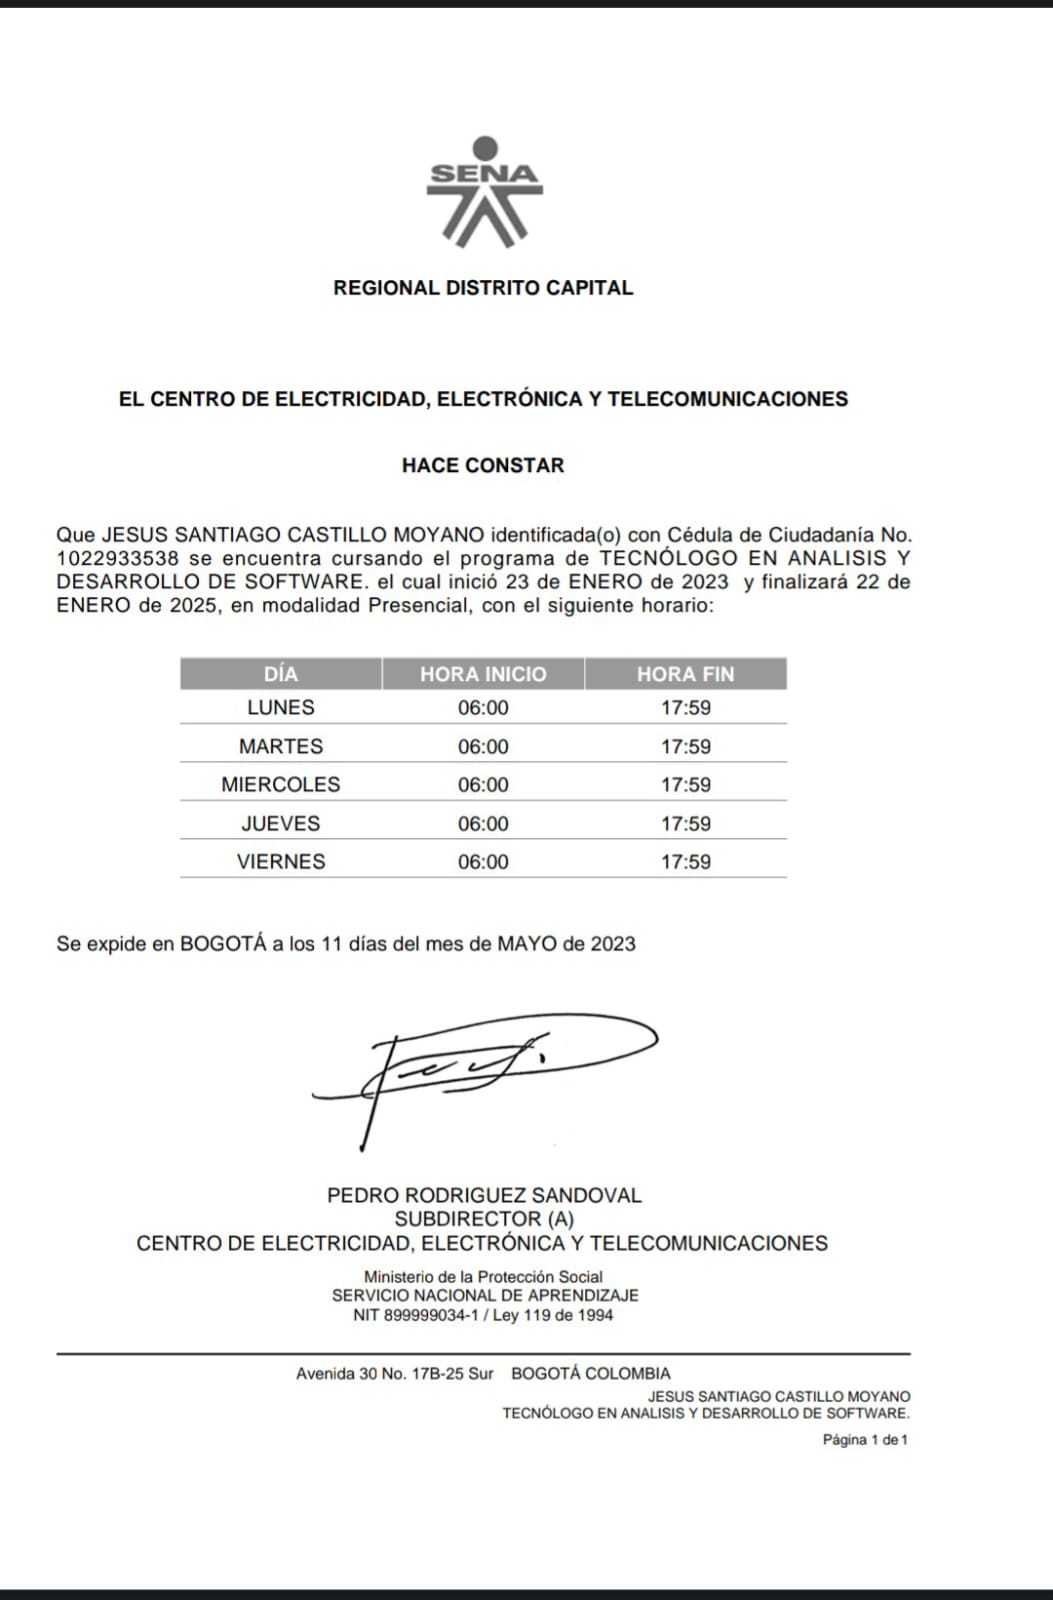 SENA
REGIONAL DISTRITO CAPITAL
EL CENTRO DE ELECTRICIDAD, ELECTRÓNICA Y TELECOMUNICACIONES
HACE CONSTAR
Que JESUS SANTIAGO CASTILLO MOYANO identificada(o) con Cédula de Ciudadanía No.
1022933538 se encuentra cursando el programa de TECNÓLOGO EN ANALISIS Y
DESARROLLO DE SOFTWARE. el cual inició 23 de ENERO de 2023 y finalizará 22 de
ENERO de 2025, en modalidad Presencial, con el siguiente horario:
DÍA HORA INICIO HORA FIN
LUNES 06:00 17:59
MARTES 06:00 17:59
MIERCOLES 06:00 17:59
JUEVES 06:00 17:59
VIERNES 06:00 17:59
Se expide en BOGOTÁ a los 11 días del mes de MAYO de 2023
PEDRO RODRIGUEZ SANDOVAL
SUBDIRECTOR (A)
CENTRO DE ELECTRICIDAD, ELECTRÓNICA Y TELECOMUNICACIONES
Ministerio de la Protección Social
SERVICIO NACIONAL DE APRENDIZAJE
NIT 899999034-1 / Ley 119 de 1994
Avenida 30 No. 17B-25 Sur BOGOTÁ COLOMBIA
JESUS SANTIAGO CASTILLO MOYANO
TECNÓLOGO EN ANALISIS Y DESARROLLO DE SOFTWARE.
Página 1 de 1